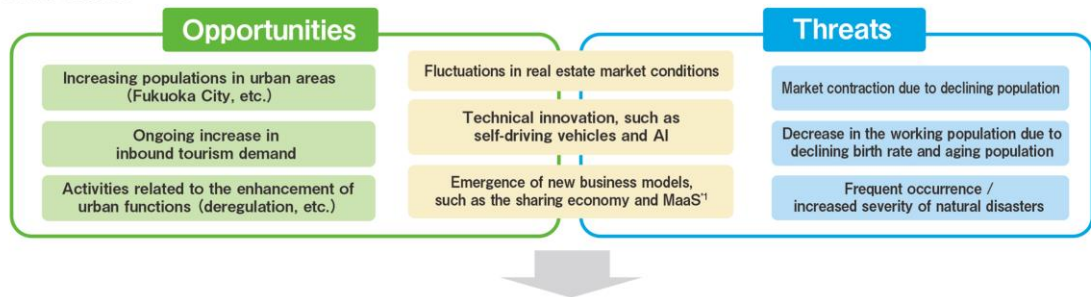 Opportunities
Increasing populations in urban areas
(Fukuoka City, etc.)
Ongoing increase in
inbound tourism demand
Activities related to the enhancement of
urban functions (deregulation, etc.)
Fluctuations in real estate market conditions
Technical innovation, such as
self-driving vehicles and AI
Emergence of new business models,
such as the sharing economy and MaaS*1
Threats
Market contraction due to declining population
Decrease in the working population due to
declining birth rate and aging population
Frequent occurrence /
increased severity of natural disasters